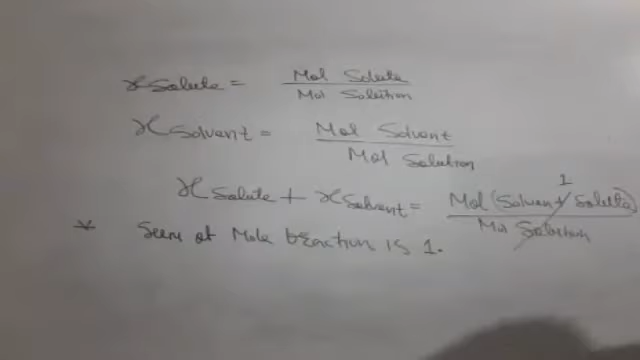 x Solute = Mol Solute / Mol Solution
x Solvent = Mol Solvent / Mol Solution
x Solute + x Solvent = Mol (Solvent + Solute) / Mol Solution 1
* Sum of Mole fraction is 1.